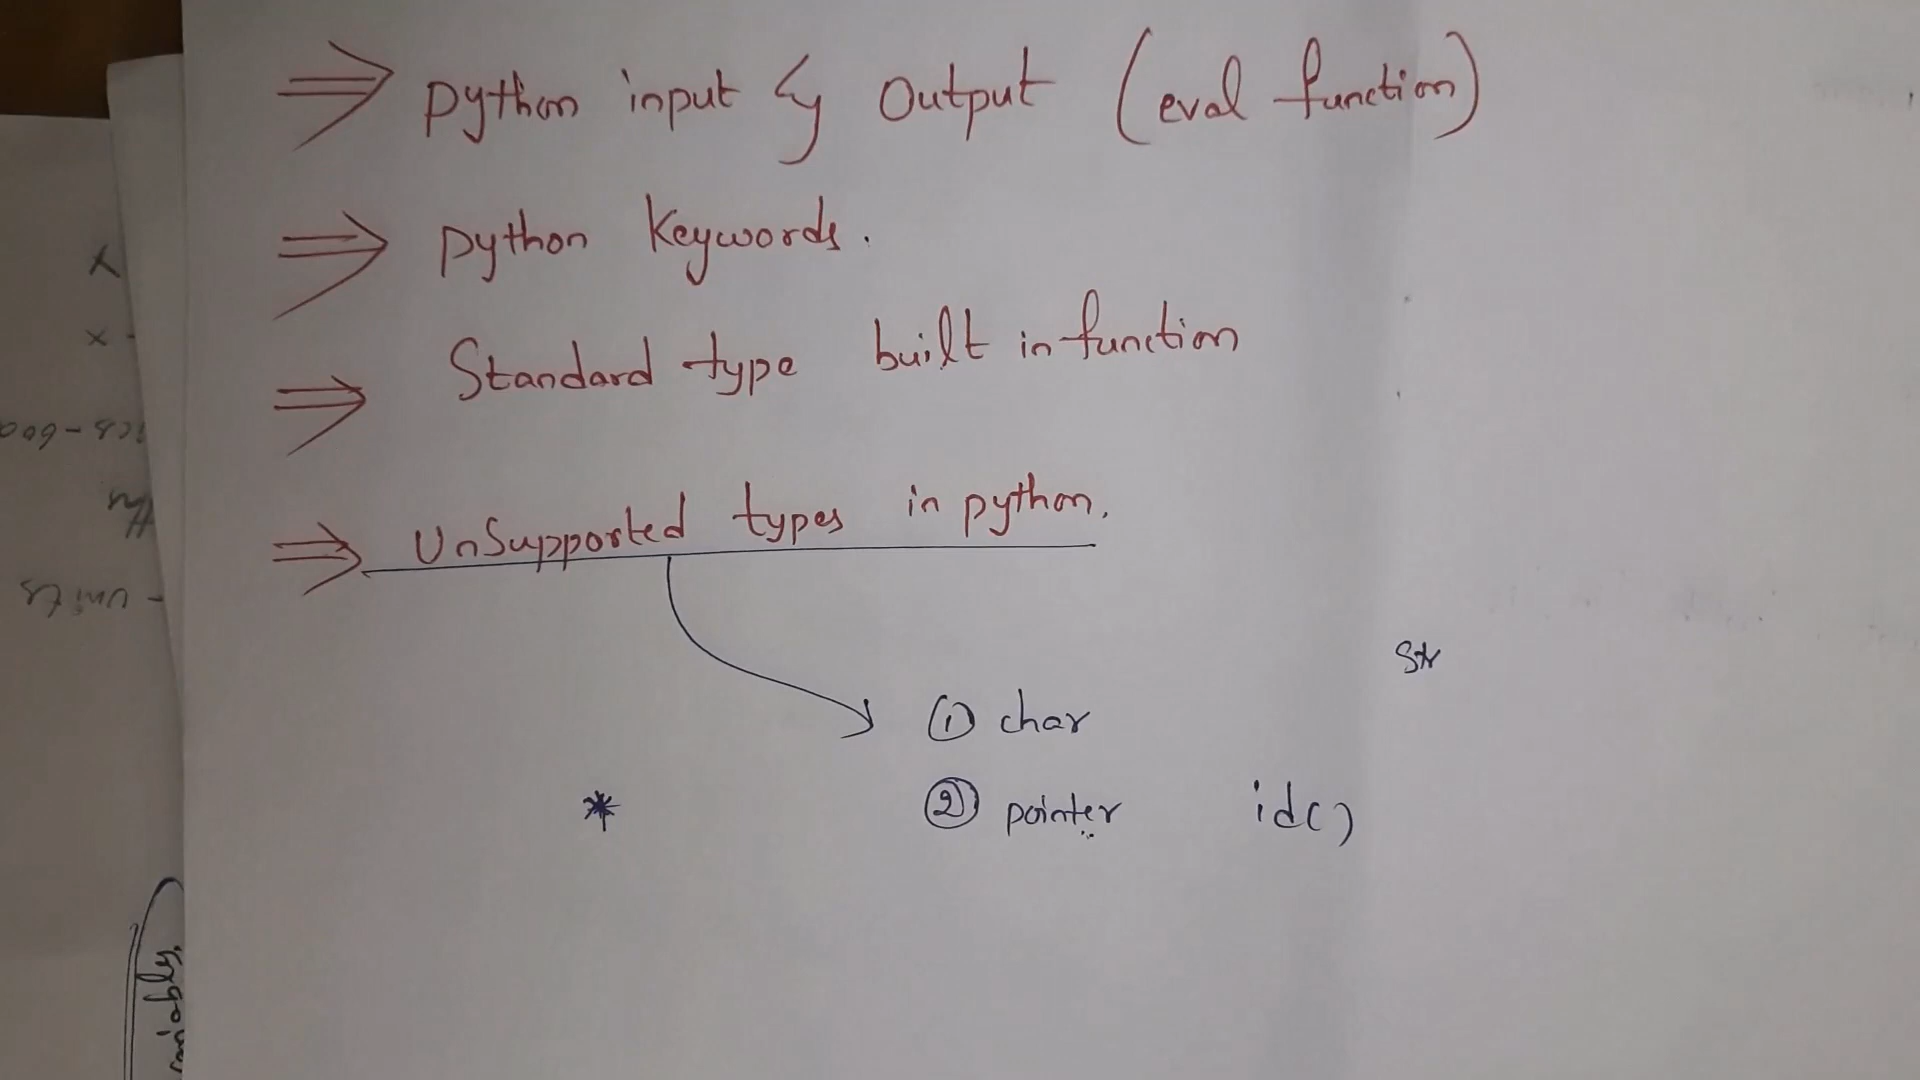 ⇒ python input & Output (eval function)
⇒ python keywords.
⇒ Standard type built in function
⇒ UnSupported types in python.
Str
① char
* ② pointer id()
- units